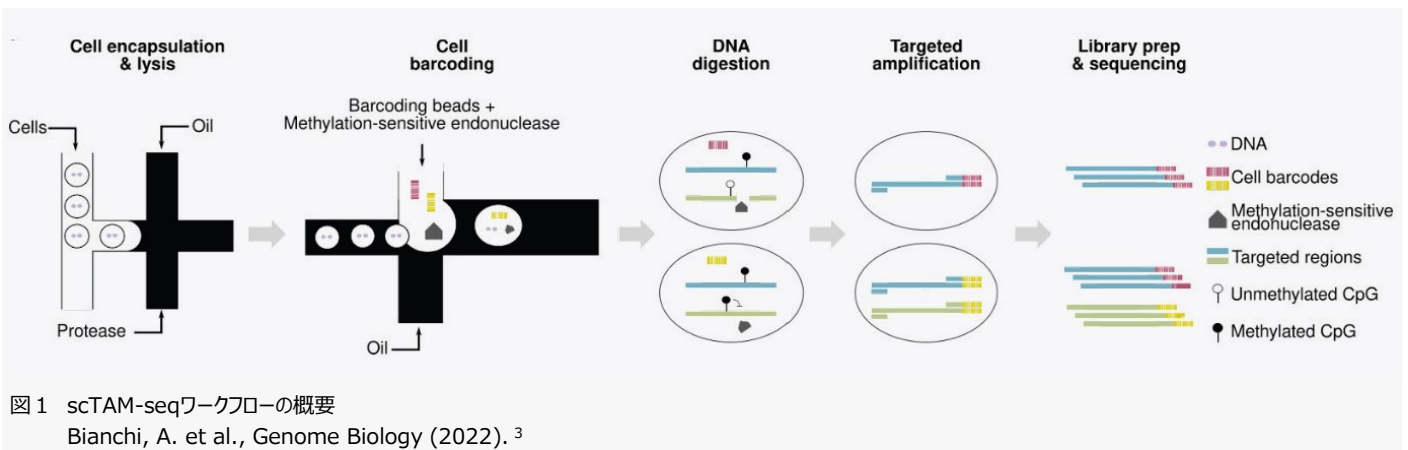 Cell encapsulation
& lysis
Cell
barcoding
DNA
digestion
Targeted
amplification
Library prep
& sequencing
Cells
Oil
Protease
Barcoding beads +
Methylation-sensitive endonuclease
Oil
DNA
Cell barcodes
Methylation-sensitive
endonuclease
Targeted regions
Unmethylated CpG
Methylated CpG
図1 scTAM-seqワークフローの概要
Bianchi, A. et al., Genome Biology (2022). 3